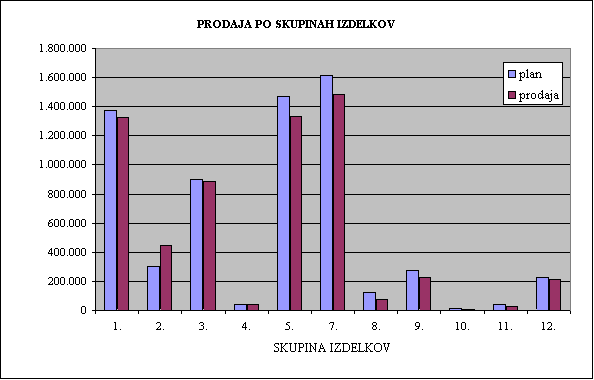 PRODAJA PO SKUPINAH IZDELKOV
1.800.000
1.600.000
1.400.000
1.200.000
1.000.000
800.000
600.000
400.000
200.000
0
plan
prodaja
1. 2. 3. 4. 5. 7. 8. 9. 10. 11. 12.
SKUPINA IZDELKOV